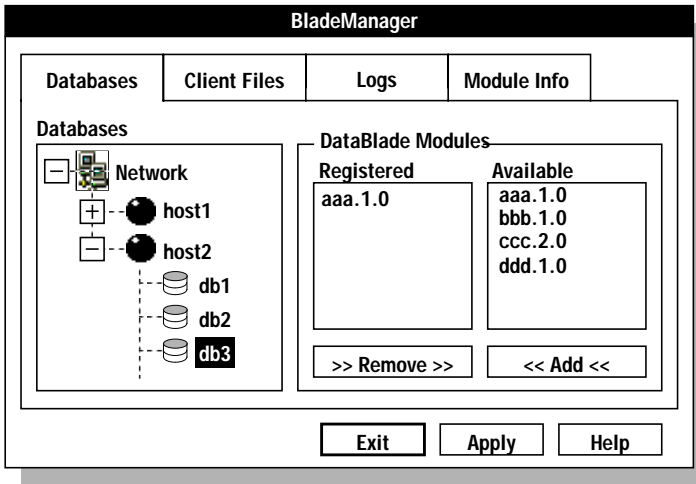 BladeManager
Databases
Client Files
Logs
Module Info
Databases
Network
host1
host2
db1
db2
db3
DataBlade Modules
Registered
aaa.1.0
Available
aaa.1.0
bbb.1.0
ccc.2.0
ddd.1.0
>> Remove >>
<< Add <<
Exit
Apply
Help